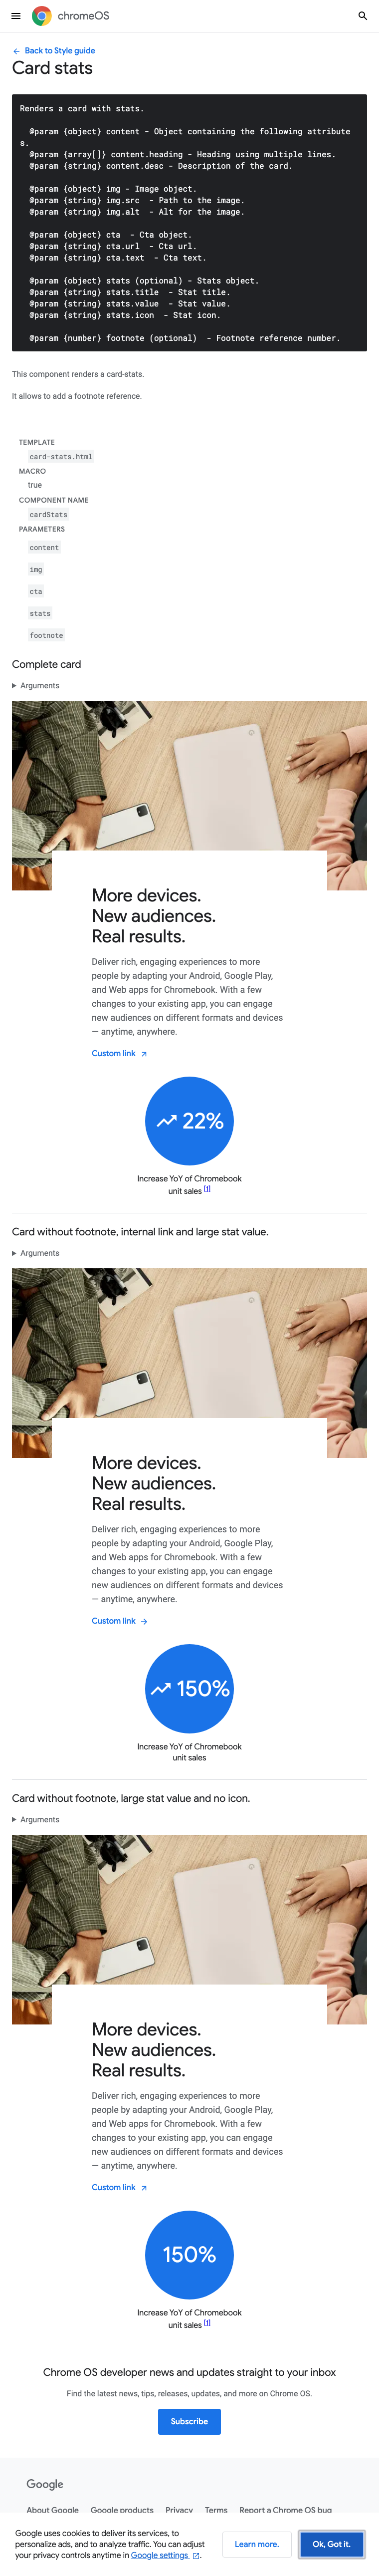 chromeOS
Back to Style guide
Card stats
Renders a card with stats.
@param {object} content - Object containing the following attribute
s.
@param {array[]} content.heading - Heading using multiple lines.
@param {string} content.desc - Description of the card.
@param {object} img - Image object.
@param {string} img.src  - Path to the image.
@param {string} img.alt  - Alt for the image.
@param {object} cta  - Cta object.
@param {string} cta.url  - Cta url.
@param {string} cta.text  - Cta text.
@param {object} stats (optional) - Stats object.
@param {string} stats.title  - Stat title.
@param {string} stats.value  - Stat value.
@param {string} stats.icon  - Stat icon.
@param {number} footnote (optional)  - Footnote reference number.
This component renders a card-stats.
It allows to add a footnote reference.
TEMPLATE
card-stats.html
MACRO
true
COMPONENT NAME
cardStats
PARAMETERS
content
img
cta
stats
footnote
Complete card
Arguments
More devices.
New audiences.
Real results.
Deliver rich, engaging experiences to more
people by adapting your Android, Google Play,
and Web apps for Chromebook. With a few
changes to your existing app, you can engage
new audiences on different formats and devices
— anytime, anywhere.
Custom link
22%
Increase YoY of Chromebook
unit sales [1]
Card without footnote, internal link and large stat value.
Arguments
More devices.
New audiences.
Real results.
Deliver rich, engaging experiences to more
people by adapting your Android, Google Play,
and Web apps for Chromebook. With a few
changes to your existing app, you can engage
new audiences on different formats and devices
— anytime, anywhere.
Custom link
150%
Increase YoY of Chromebook
unit sales
Card without footnote, large stat value and no icon.
Arguments
More devices.
New audiences.
Real results.
Deliver rich, engaging experiences to more
people by adapting your Android, Google Play,
and Web apps for Chromebook. With a few
changes to your existing app, you can engage
new audiences on different formats and devices
— anytime, anywhere.
Custom link
150%
Increase YoY of Chromebook
unit sales [1]
Chrome OS developer news and updates straight to your inbox
Find the latest news, tips, releases, updates, and more on Chrome OS.
Subscribe
Google
About Google Google products Privacy Terms Report a Chrome OS bug
Google uses cookies to deliver its services, to
personalize ads, and to analyze traffic. You can adjust
your privacy controls anytime in Google settings.
Learn more.
Ok, Got it.